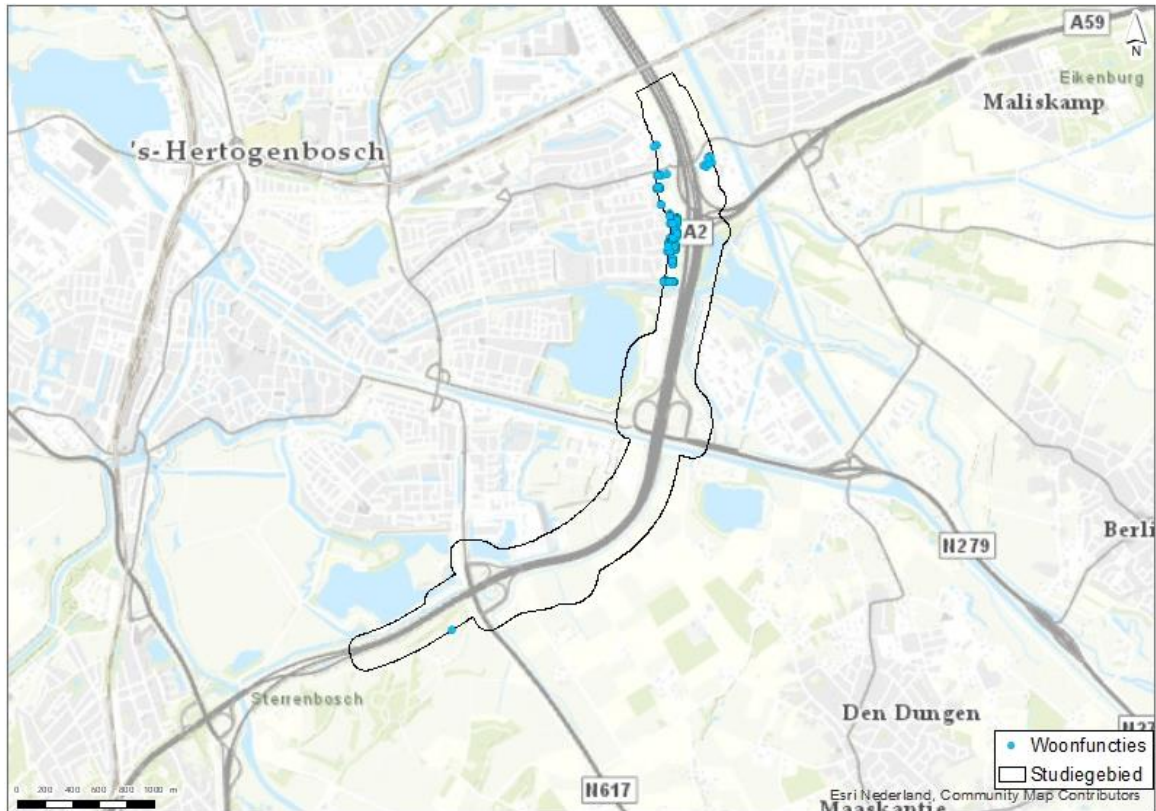 A59
N
Eikenburg
Maliskamp
's-Hertogenbosch
A2
Berli
N279
Sterrenbosch
Den Dungen
N27
Woonfuncties
Studiegebied
0 200 400 600 800 1000 m
N617
Esri Nederland, Community Map Contributors
Maaskantje